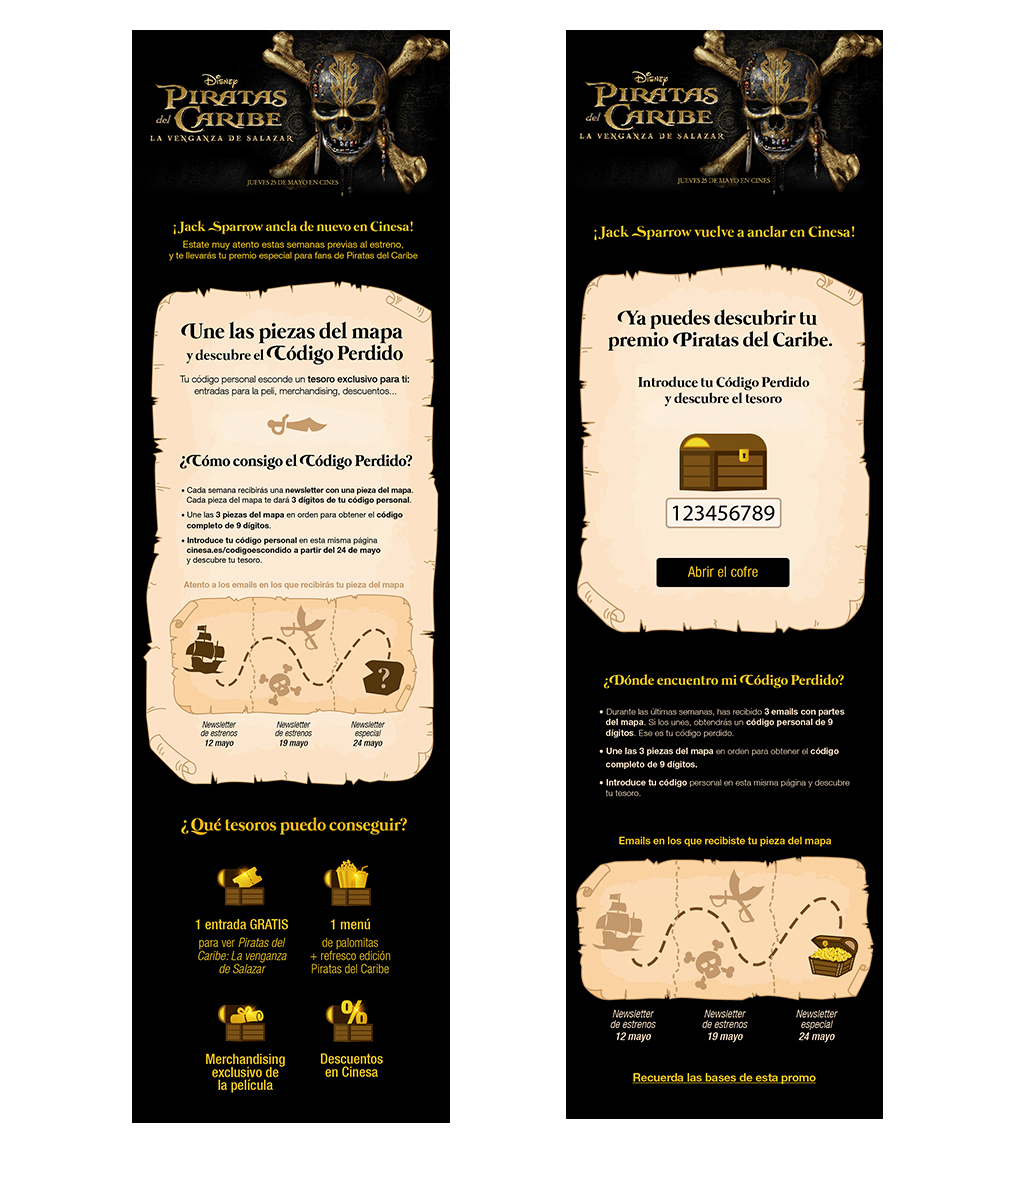 Disney
PIRATAS
del CARIBE
LA VENGANZA DE SALAZAR
JUEVES 25 DE MAYO EN CINES
¡Jack Sparrow ancla de nuevo en Cinesa!
Estate muy atento estas semanas previas al estreno,
y te llevarás tu premio especial para fans de Piratas del Caribe
Une las piezas del mapa
y descubre el Código Perdido
Tu código personal esconde un tesoro exclusivo para ti:
entradas para la peli, merchandising, descuentos...
¿Cómo consigo el Código Perdido?
• Cada semana recibirás una newsletter con una pieza del mapa.
Cada pieza del mapa te dará 3 dígitos de tu código personal.
• Une las 3 piezas del mapa en orden para obtener el código
completo de 9 dígitos.
• Introduce tu código personal en esta misma página
cinesa.es/codigoescondido a partir del 24 de mayo
y descubre tu tesoro.
Atento a los emails en los que recibirás tu pieza del mapa
?
Newsletter
de estrenos
12 mayo
Newsletter
de estrenos
19 mayo
Newsletter
especial
24 mayo
¿Qué tesoros puedo conseguir?
1 entrada GRATIS
para ver Piratas del
Caribe: La venganza
de Salazar
1 menú
de palomitas
+ refresco edición
Piratas del Caribe
%
Merchandising
exclusivo de
la película
Descuentos
en Cinesa
Disney
PIRATAS
del CARIBE
LA VENGANZA DE SALAZAR
JUEVES 25 DE MAYO EN CINES
¡Jack Sparrow vuelve a anclar en Cinesa!
Ya puedes descubrir tu
premio Piratas del Caribe.
Introduce tu Código Perdido
y descubre el tesoro
123456789
Abrir el cofre
¿Dónde encuentro mi Código Perdido?
• Durante las últimas semanas, has recibido 3 emails con partes
del mapa. Si los unes, obtendrás un código personal de 9
dígitos. Ese es tu código perdido.
• Une las 3 piezas del mapa en orden para obtener el código
completo de 9 dígitos.
• Introduce tu código personal en esta misma página y descubre
tu tesoro.
Emails en los que recibiste tu pieza del mapa
Newsletter
de estrenos
12 mayo
Newsletter
de estrenos
19 mayo
Newsletter
especial
24 mayo
Recuerda las bases de esta promo